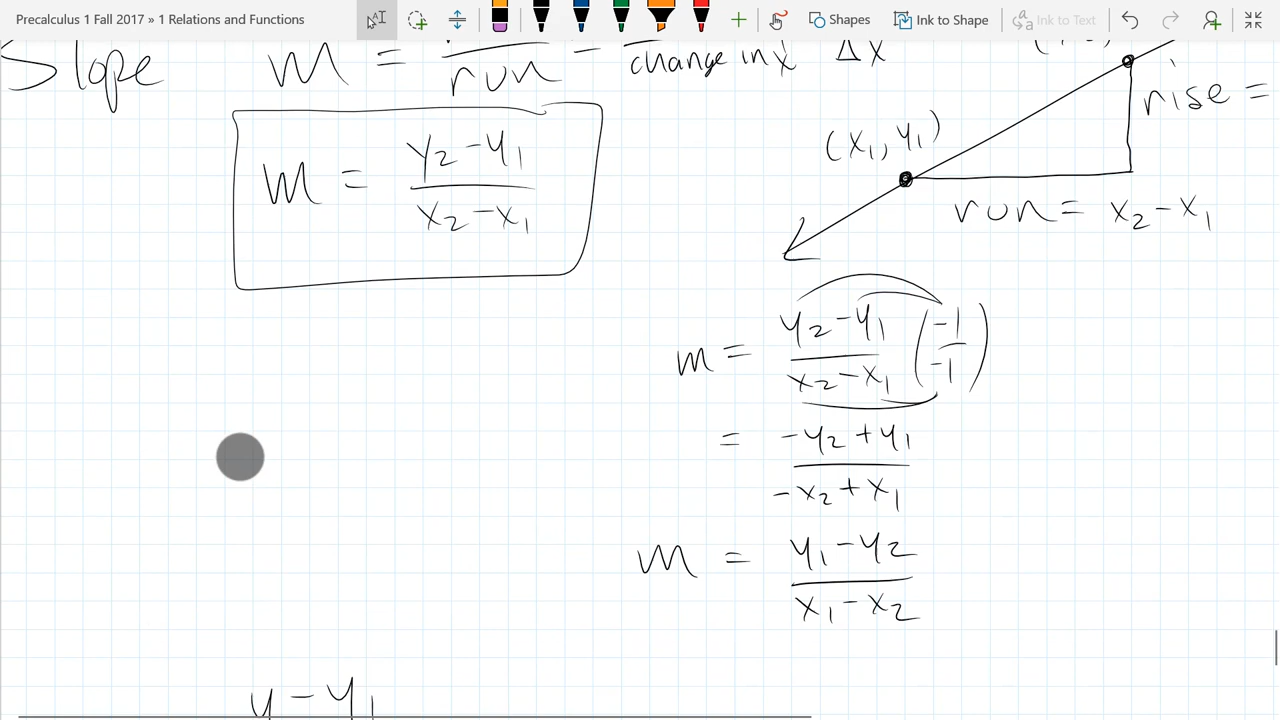 Precalculus 1 Fall 2017 » 1 Relations and Functions
Shapes
Ink to Shape
Ink to Text
Slope m = /run = /change in x Δx
rise =
(x₁, y₁)
m = (y₂ - y₁)/(x₂ - x₁)
run = x₂ - x₁
m = (y₂ - y₁)/(x₂ - x₁) (-1/-1)
= (-y₂ + y₁)/(-x₂ + x₁)
m = (y₁ - y₂)/(x₁ - x₂)
y - y₁